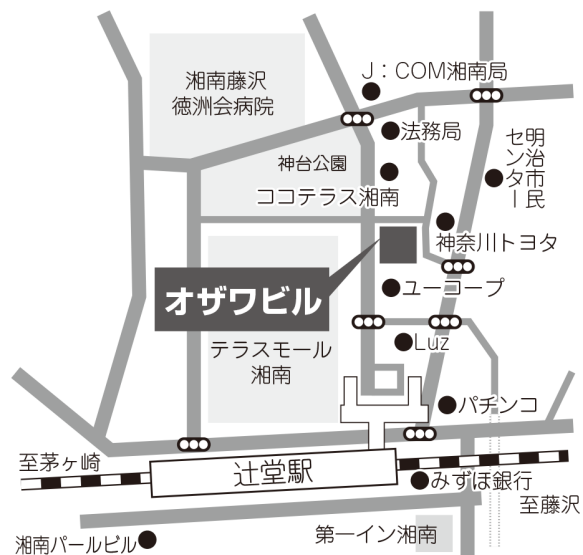 J：COM湘南局
湘南藤沢
徳洲会病院
法務局
明治市民
センター
神台公園
ココテラス湘南
神奈川トヨタ
オザワビル
ユーコープ
テラスモール
湘南
Luz
パチンコ
至茅ヶ崎
辻堂駅
みずほ銀行
至藤沢
第一イン湘南
湘南パールビル